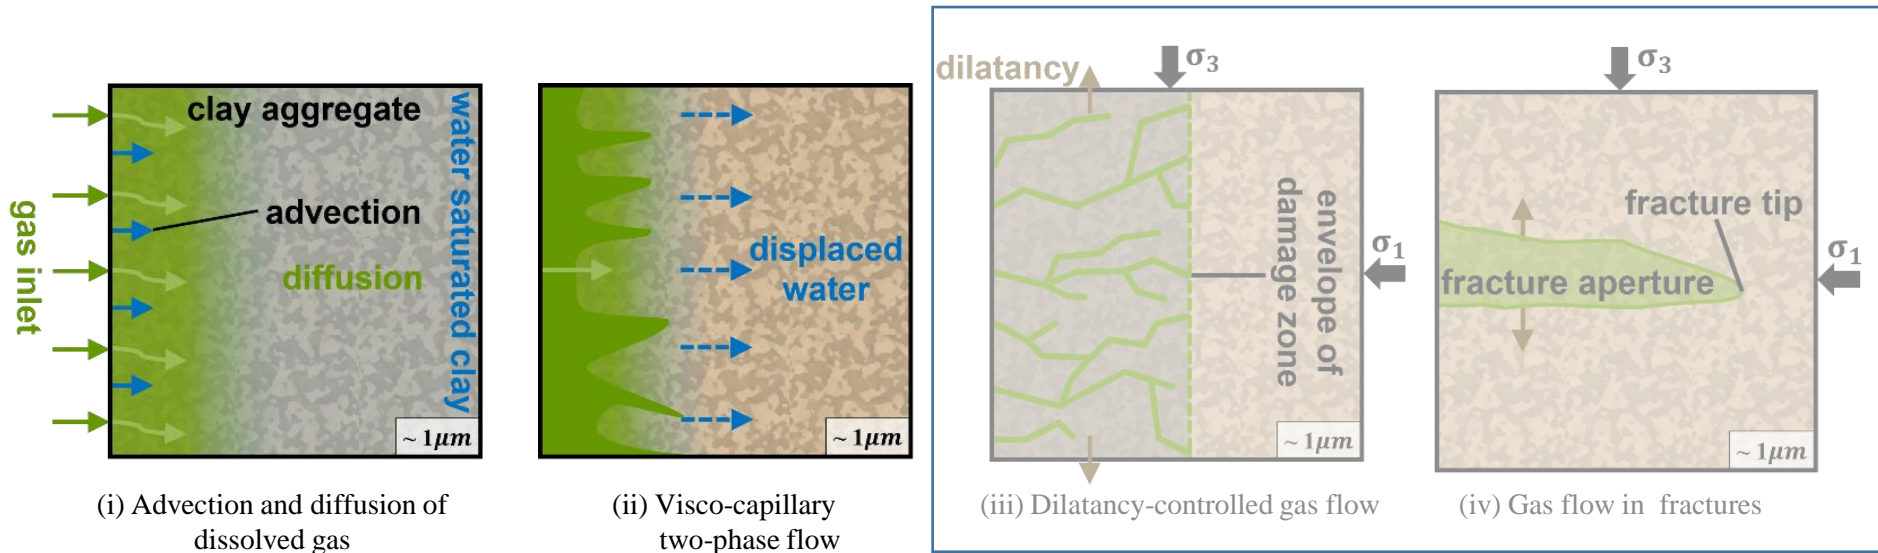 gas inlet
clay aggregate
advection
diffusion
water saturated clay
~ 1μm
(i) Advection and diffusion of
dissolved gas
displaced
water
~ 1μm
(ii) Visco-capillary
two-phase flow
dilatancy
σ3
σ1
envelope of
damage zone
~ 1μm
(iii) Dilatancy-controlled gas flow
σ3
fracture tip
σ1
fracture aperture
~ 1μm
(iv) Gas flow in fractures